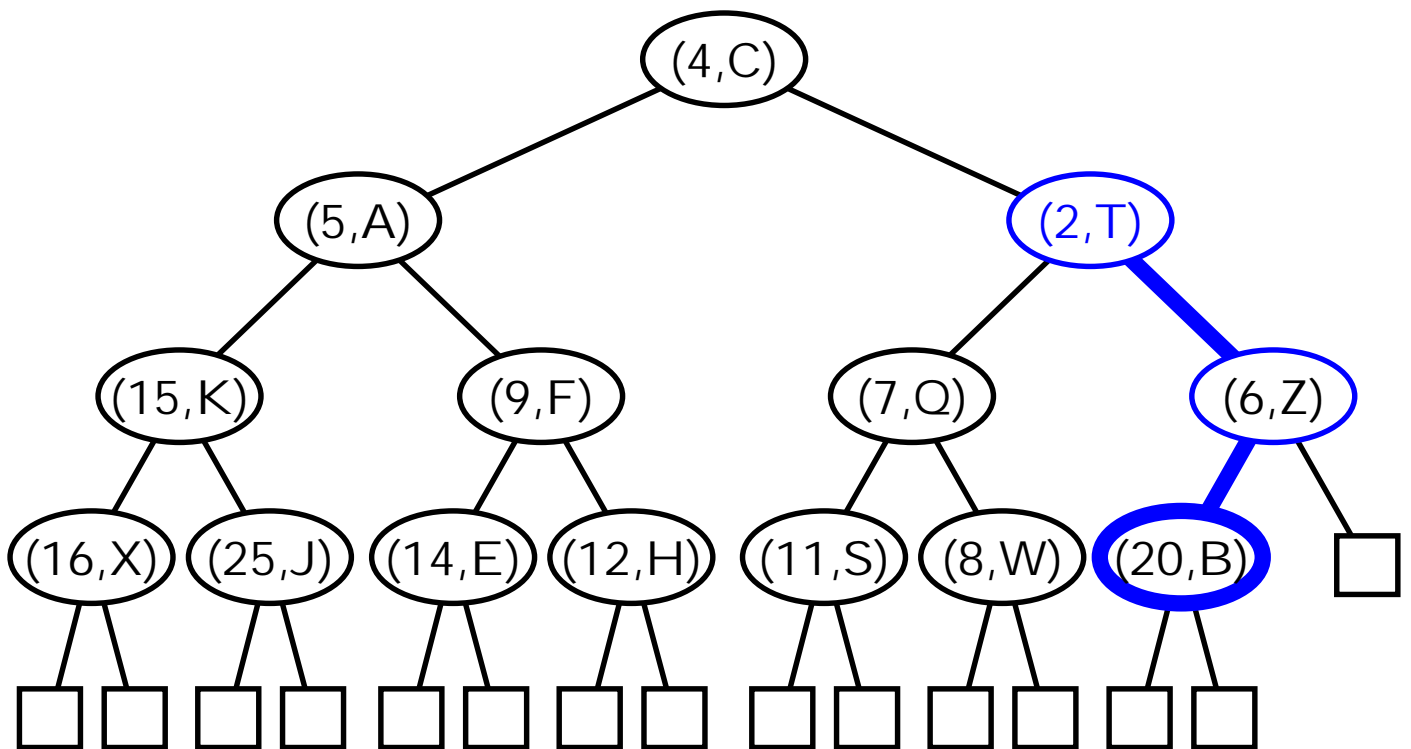 (4,C)
(5,A) (2,T)
(15,K) (9,F) (7,Q) (6,Z)
(16,X) (25,J) (14,E) (12,H) (11,S) (8,W) (20,B)